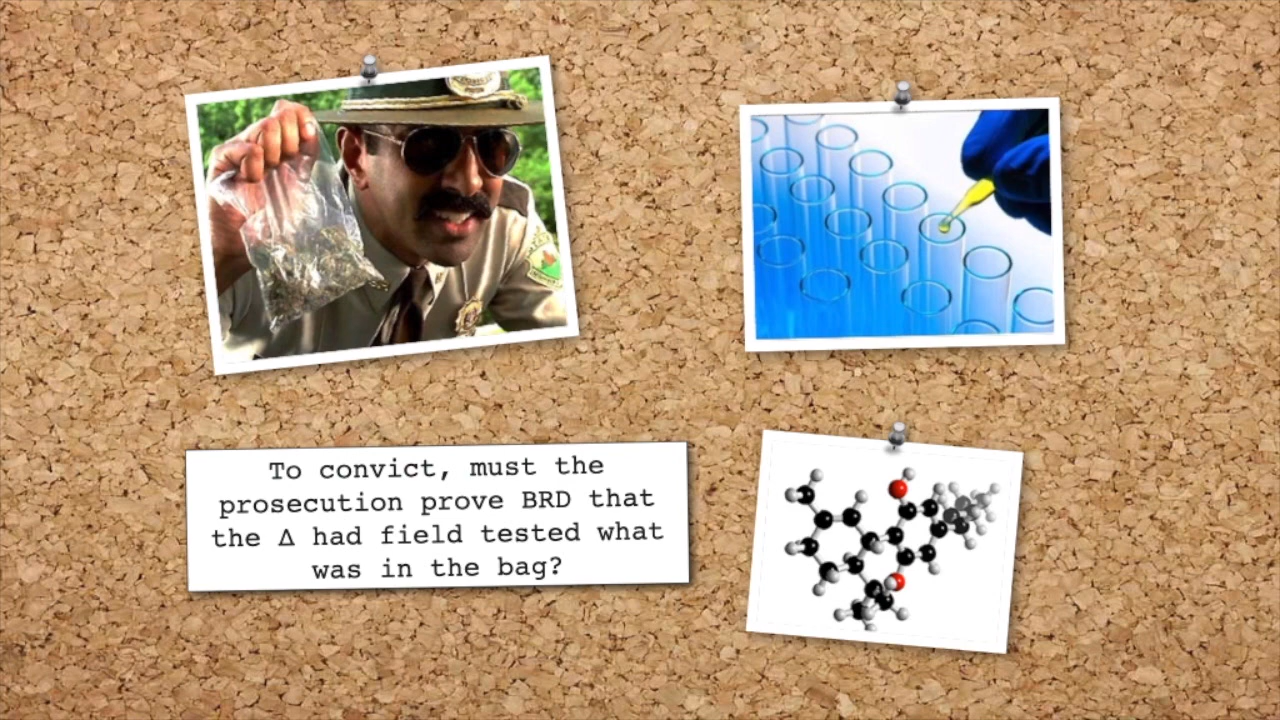 To convict, must the
prosecution prove BRD that
the Δ had field tested what
was in the bag?